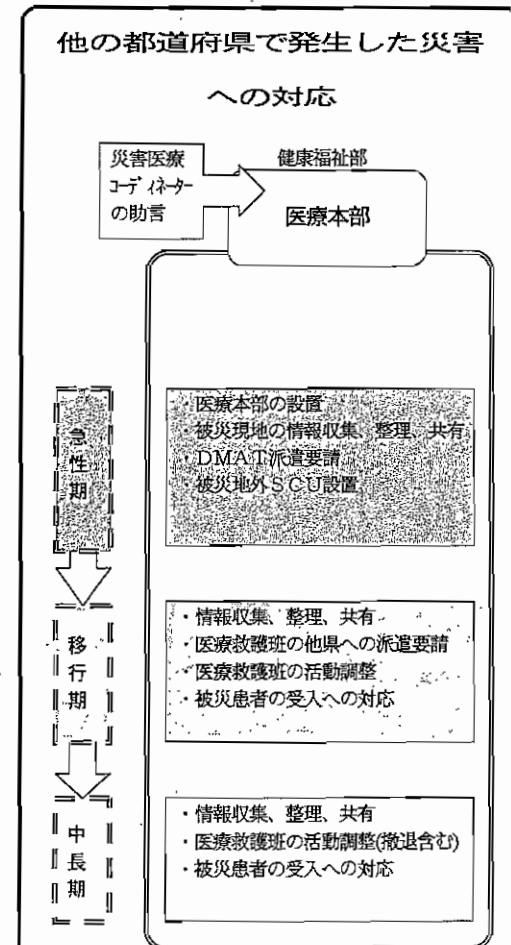 他の都道府県で発生した災害
への対応
災害医療
コーディネーター
の助言
健康福祉部
医療本部
急性期
・医療本部の設置
・被災現地の情報収集、整理、共有
・DMAT派遣要請
・被災地外SCU設置
移行期
・情報収集、整理、共有
・医療救護班の他県への派遣要請
・医療救護班の活動調整
・被災患者の受入への対応
中長期
・情報収集、整理、共有
・医療救護班の活動調整(撤退含む)
・被災患者の受入への対応